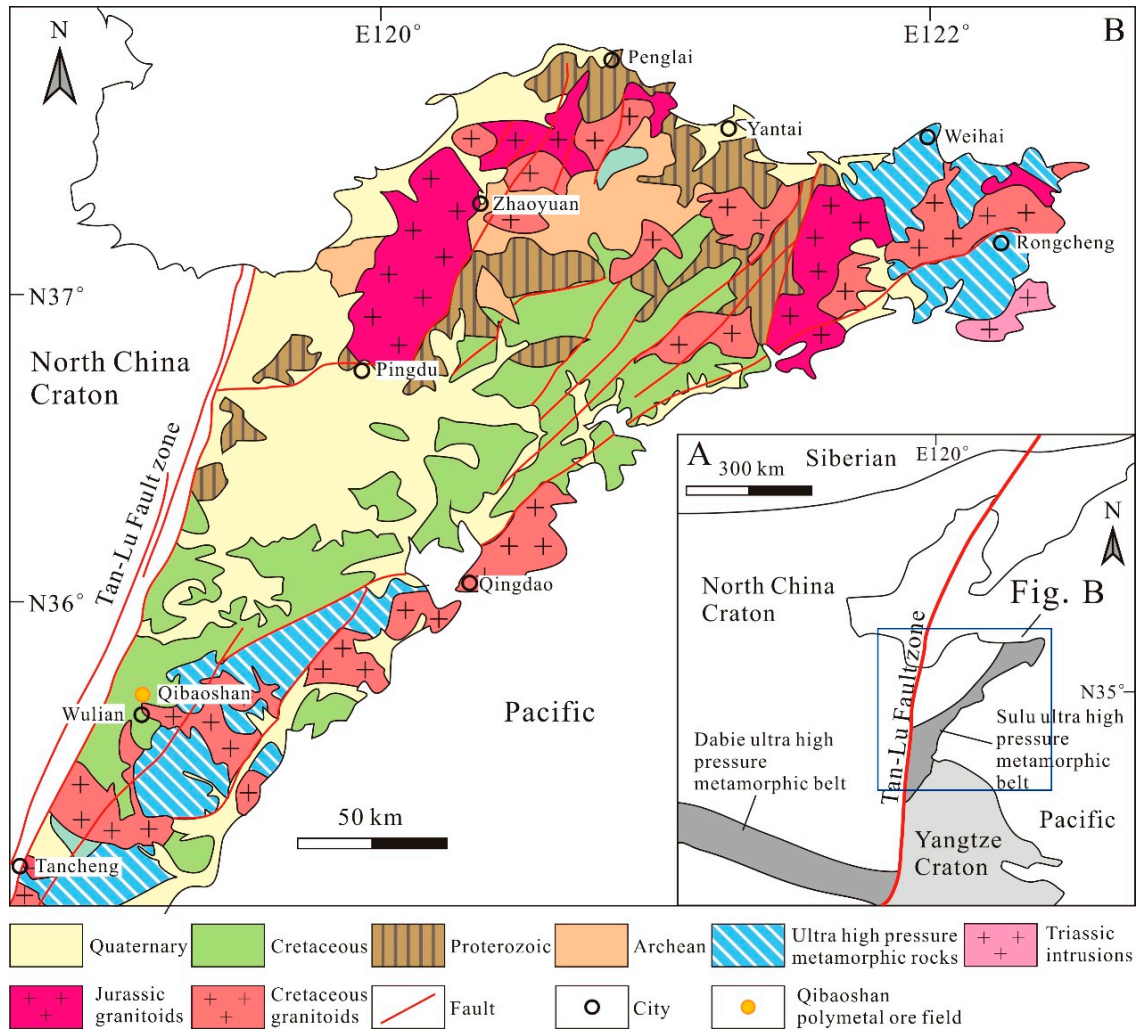 E120°
E122°
B
N
Penglai
Yantai
Weihai
Zhaoyuan
Rongcheng
N37°
North China
Craton
Pingdu
Tan-Lu Fault zone
N36°
Qingdao
Qibaoshan
Wulian
Pacific
50 km
Tancheng
A
300 km
Siberian
E120°
N
North China
Craton
Fig. B
Tan-Lu Fault zone
N35°
Sulu ultra high
pressure
metamorphic
belt
Dabie ultra high
pressure
metamorphic belt
Pacific
Yangtze
Craton
Quaternary
Cretaceous
Proterozoic
Archean
Ultra high pressure
metamorphic rocks
Triassic
intrusions
Jurassic
granitoids
Cretaceous
granitoids
Fault
City
Qibaoshan
polymetal ore field